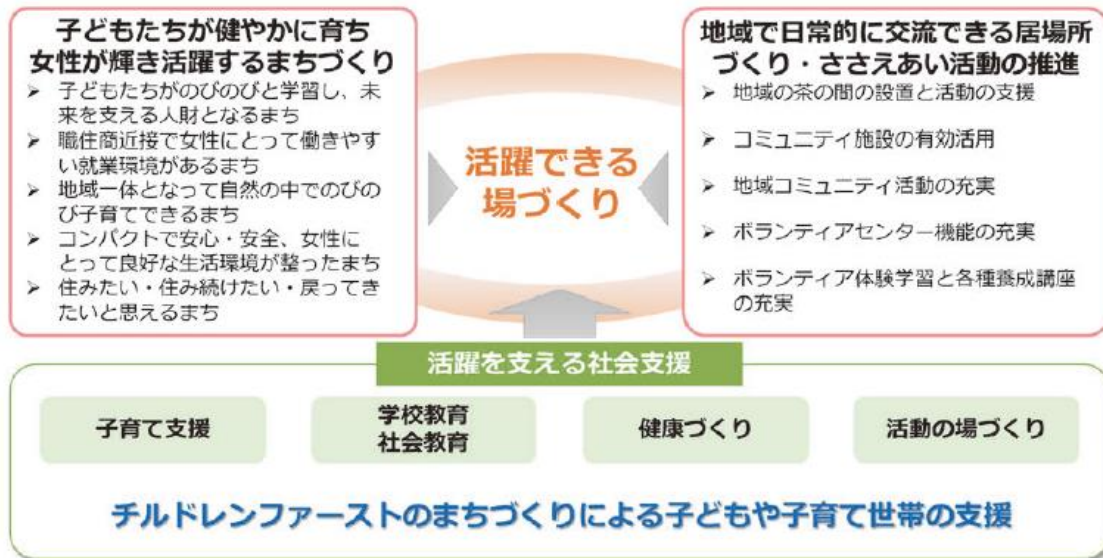 子どもたちが健やかに育ち
女性が輝き活躍するまちづくり
➤ 子どもたちがのびのびと学習し、未
来を支える人財となるまち
➤ 職住商近接で女性にとって働きやす
い就業環境があるまち
➤ 地域一体となって自然の中でのびの
び子育てできるまち
➤ コンパクトで安心・安全、女性に
とって良好な生活環境が整ったまち
➤ 住みたい・住み続けたい・戻ってき
たいと思えるまち
活躍できる
場づくり
地域で日常的に交流できる居場所
づくり・ささえあい活動の推進
➤ 地域の茶の間の設置と活動の支援
➤ コミュニティ施設の有効活用
➤ 地域コミュニティ活動の充実
➤ ボランティアセンター機能の充実
➤ ボランティア体験学習と各種養成講座
の充実
活躍を支える社会支援
子育て支援
学校教育
社会教育
健康づくり
活動の場づくり
チルドレンファーストのまちづくりによる子どもや子育て世帯の支援